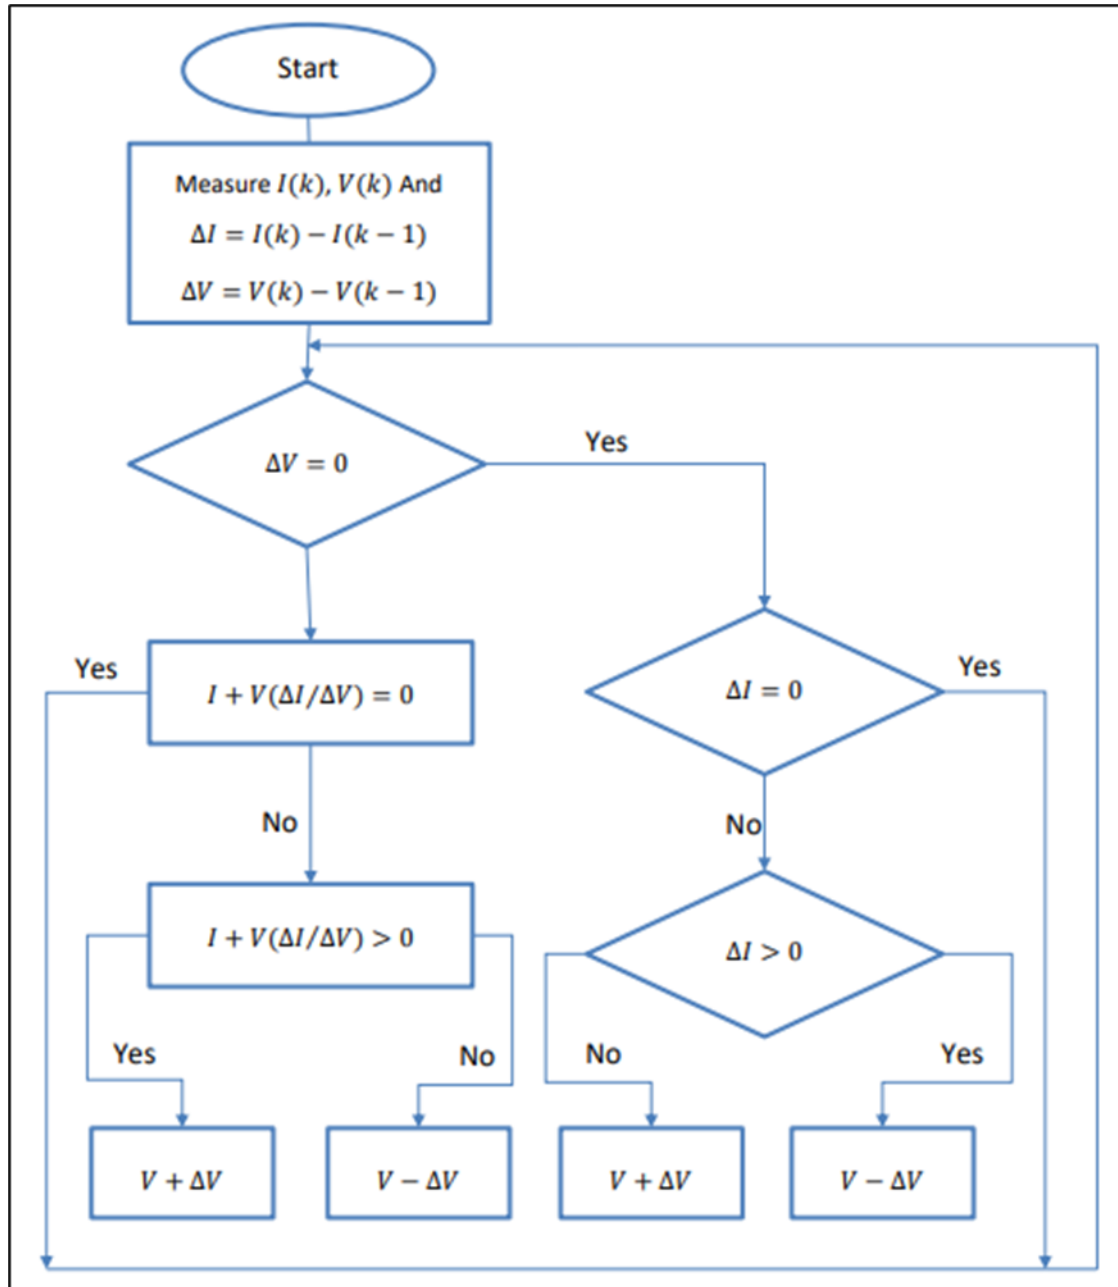 Start
Measure I(k), V(k) And
ΔI = I(k) − I(k − 1)
ΔV = V(k) − V(k − 1)
ΔV = 0
Yes
Yes
I + V(ΔI/ΔV) = 0
ΔI = 0
Yes
No
No
I + V(ΔI/ΔV) > 0
ΔI > 0
Yes
No
No
Yes
V + ΔV
V − ΔV
V + ΔV
V − ΔV